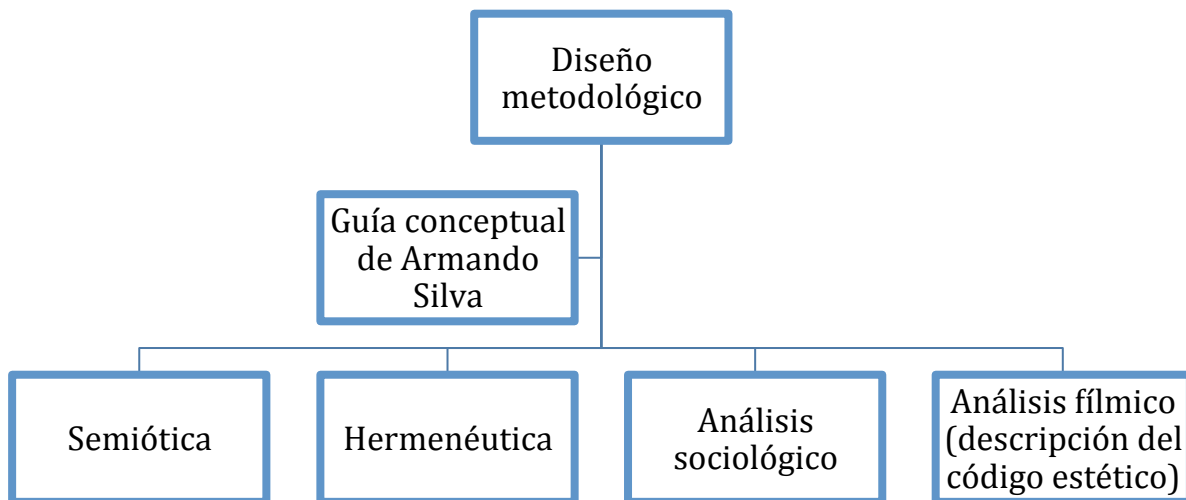 Diseño
metodológico
Guía conceptual
de Armando
Silva
Semiótica
Hermenéutica
Análisis
sociológico
Análisis fílmico
(descripción del
código estético)